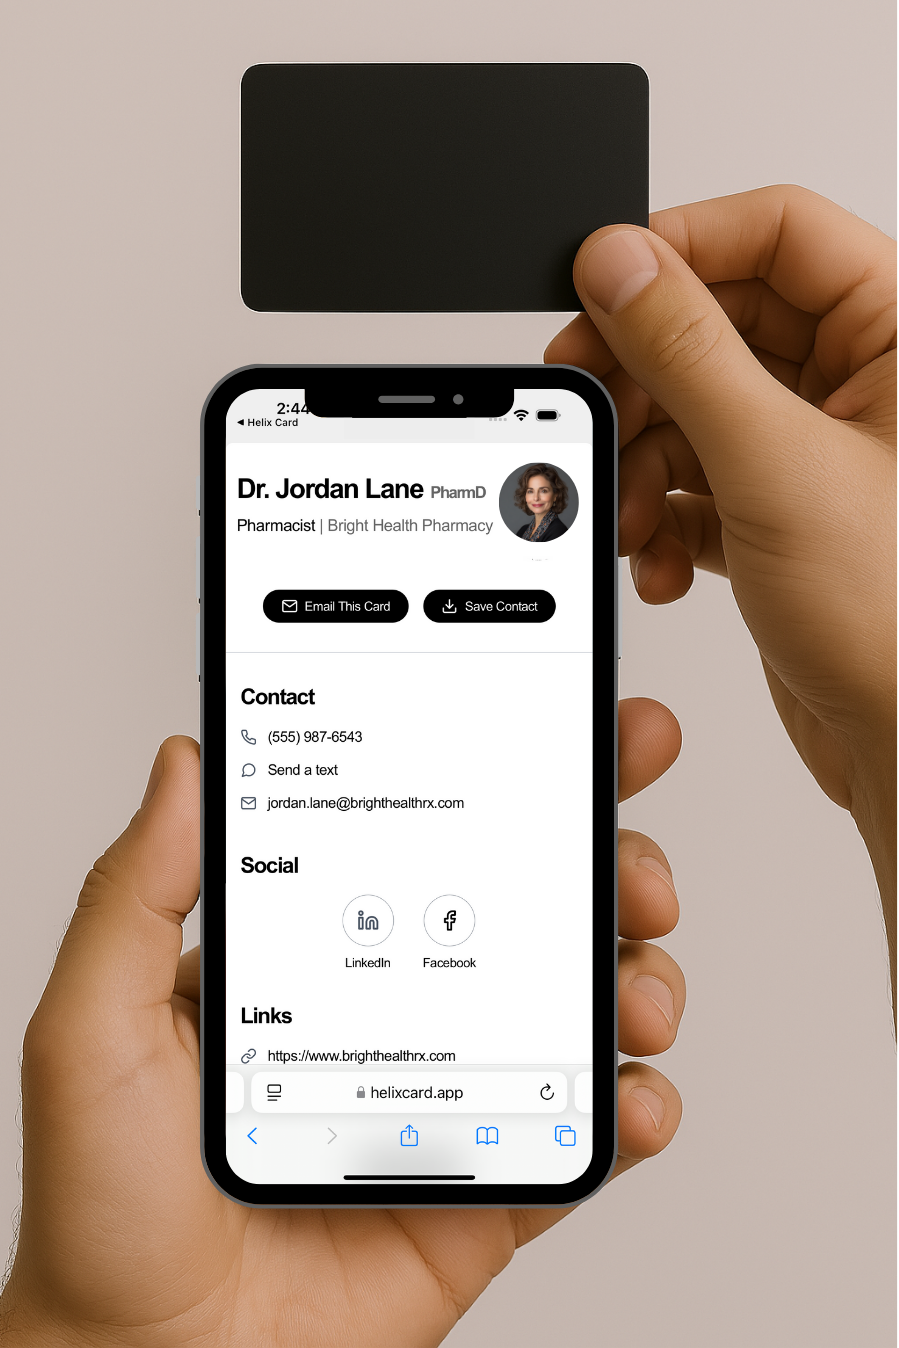 2:44
◀ Helix Card
Dr. Jordan Lane PharmD
Pharmacist | Bright Health Pharmacy
Email This Card
Save Contact
Contact
(555) 987-6543
Send a text
jordan.lane@brighthealthrx.com
Social
LinkedIn
Facebook
Links
https://www.brighthealthrx.com
helixcard.app